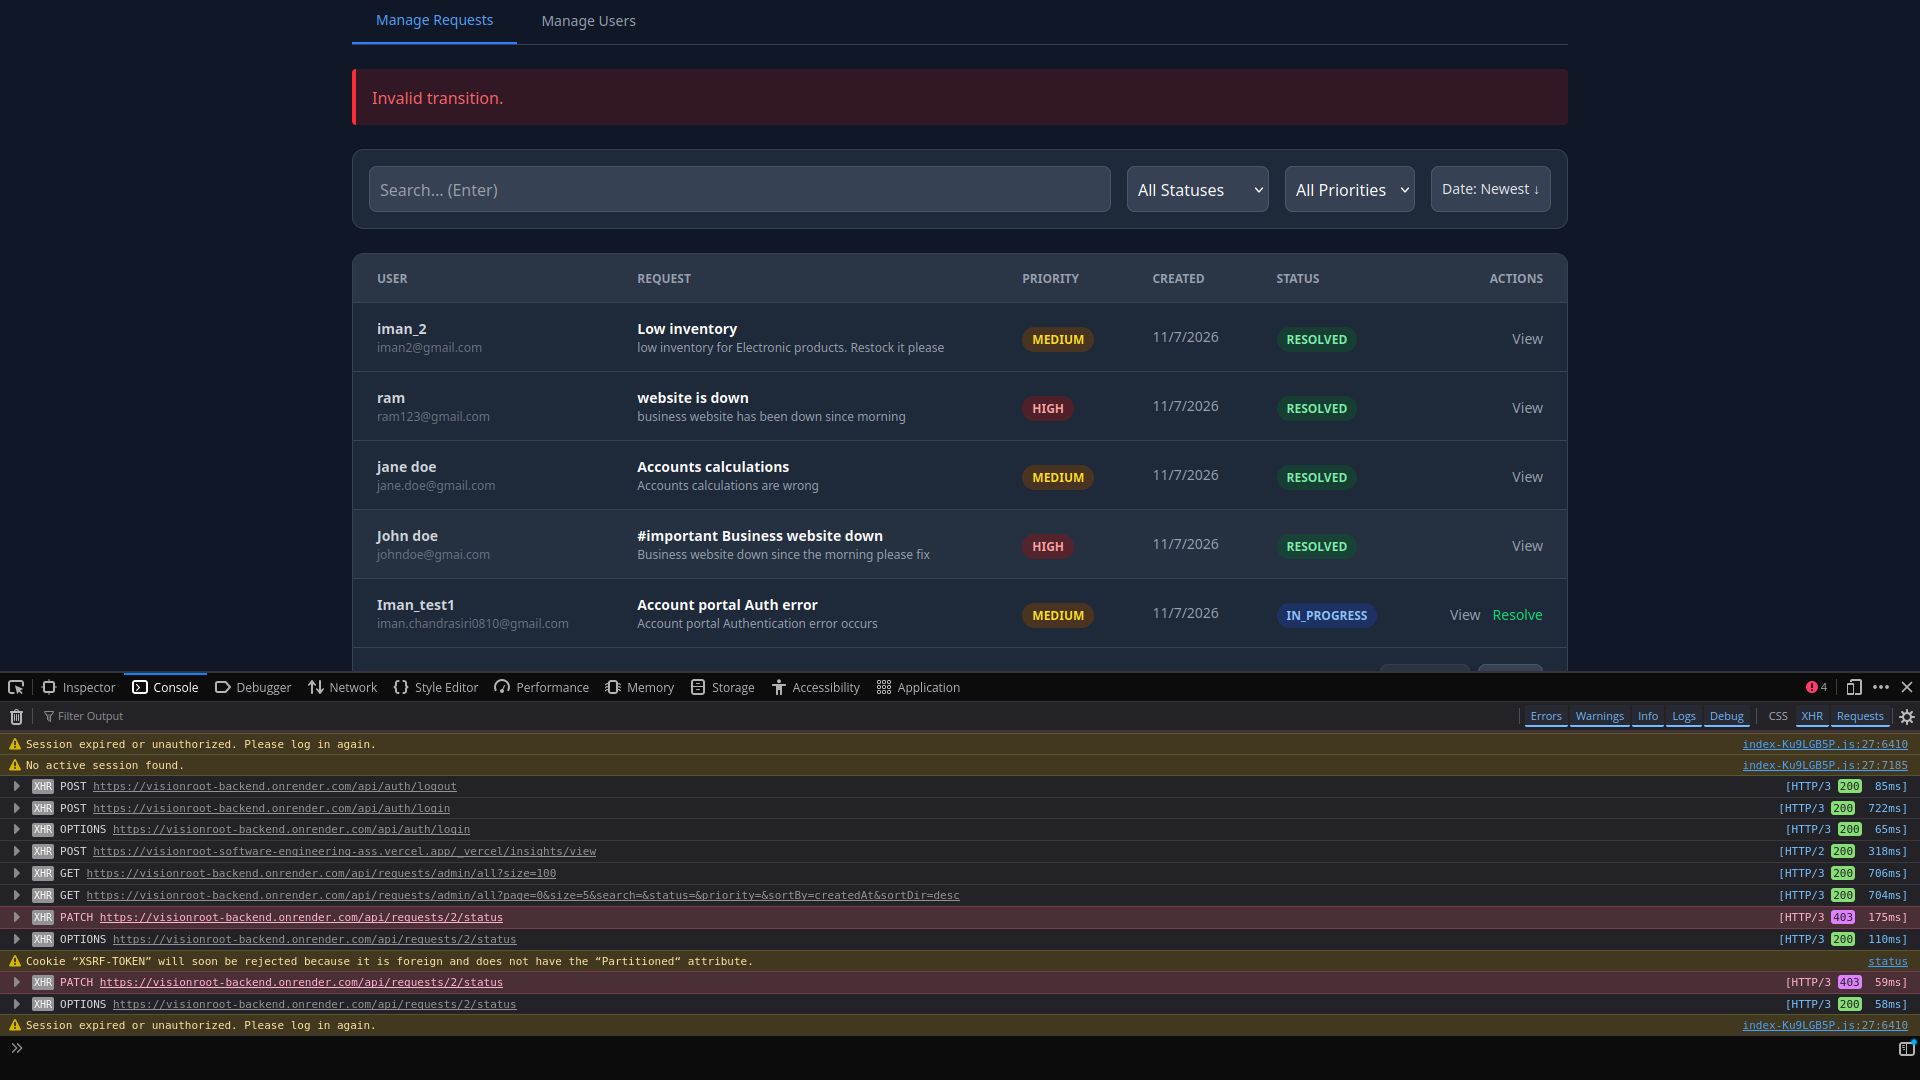 Manage Requests Manage Users
Invalid transition.
Search... (Enter) All Statuses All Priorities Date: Newest ↓
USER REQUEST PRIORITY CREATED STATUS ACTIONS
iman_2 Low inventory MEDIUM 11/7/2026 RESOLVED View
iman2@gmail.com low inventory for Electronic products. Restock it please
ram website is down HIGH 11/7/2026 RESOLVED View
ram123@gmail.com business website has been down since morning
jane doe Accounts calculations MEDIUM 11/7/2026 RESOLVED View
jane.doe@gmail.com Accounts calculations are wrong
John doe #important Business website down HIGH 11/7/2026 RESOLVED View
johndoe@gmai.com Business website down since the morning please fix
Iman_test1 Account portal Auth error MEDIUM 11/7/2026 IN_PROGRESS View Resolve
iman.chandrasiri0810@gmail.com Account portal Authentication error occurs
Inspector Console Debugger Network Style Editor Performance Memory Storage Accessibility Application 4
Filter Output Errors Warnings Info Logs Debug CSS XHR Requests
Session expired or unauthorized. Please log in again. index-Ku9LGB5P.js:27:6410
No active session found. index-Ku9LGB5P.js:27:7185
XHR POST https://visionroot-backend.onrender.com/api/auth/logout [HTTP/3 200 85ms]
XHR POST https://visionroot-backend.onrender.com/api/auth/login [HTTP/3 200 722ms]
XHR OPTIONS https://visionroot-backend.onrender.com/api/auth/login [HTTP/3 200 65ms]
XHR POST https://visionroot-software-engineering-ass.vercel.app/_vercel/insights/view [HTTP/2 200 318ms]
XHR GET https://visionroot-backend.onrender.com/api/requests/admin/all?size=100 [HTTP/3 200 706ms]
XHR GET https://visionroot-backend.onrender.com/api/requests/admin/all?page=0&size=5&search=&status=&priority=&sortBy=createdAt&sortDir=desc [HTTP/3 200 704ms]
XHR PATCH https://visionroot-backend.onrender.com/api/requests/2/status [HTTP/3 403 175ms]
XHR OPTIONS https://visionroot-backend.onrender.com/api/requests/2/status [HTTP/3 200 110ms]
Cookie “XSRF-TOKEN” will soon be rejected because it is foreign and does not have the “Partitioned“ attribute. status
XHR PATCH https://visionroot-backend.onrender.com/api/requests/2/status [HTTP/3 403 59ms]
XHR OPTIONS https://visionroot-backend.onrender.com/api/requests/2/status [HTTP/3 200 58ms]
Session expired or unauthorized. Please log in again. index-Ku9LGB5P.js:27:6410